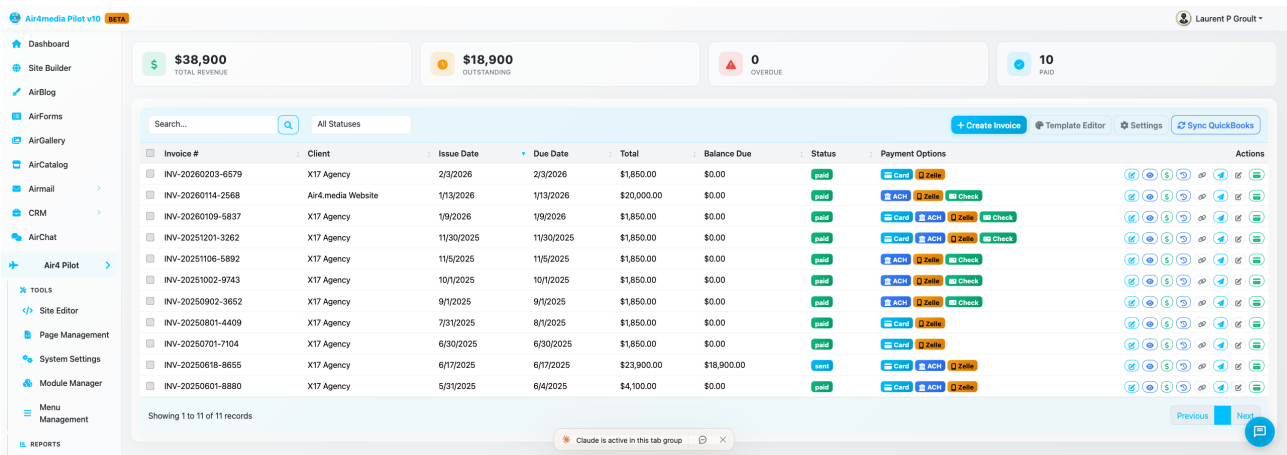 Air4media Pilot v10 BETA
Laurent P Groult
Dashboard
Site Builder
AirBlog
AirForms
AirGallery
AirCatalog
Airmail
CRM
AirChat
Air4 Pilot
TOOLS
Site Editor
Page Management
System Settings
Module Manager
Menu
Management
REPORTS
$38,900
TOTAL REVENUE
$18,900
OUTSTANDING
0
OVERDUE
10
PAID
Search... All Statuses + Create Invoice Template Editor Settings Sync QuickBooks
Invoice # Client Issue Date Due Date Total Balance Due Status Payment Options Actions
INV-20260203-6579 X17 Agency 2/3/2026 2/3/2026 $1,850.00 $0.00 paid Card Zelle
INV-20260114-2568 Air4.media Website 1/13/2026 1/13/2026 $20,000.00 $0.00 paid ACH Zelle Check
INV-20260109-5837 X17 Agency 1/9/2026 1/9/2026 $1,850.00 $0.00 paid Card ACH Zelle Check
INV-20251201-3262 X17 Agency 11/30/2025 11/30/2025 $1,850.00 $0.00 paid Card ACH Zelle Check
INV-20251106-5892 X17 Agency 11/5/2025 11/5/2025 $1,850.00 $0.00 paid ACH Zelle Check
INV-20251002-9743 X17 Agency 10/1/2025 10/1/2025 $1,850.00 $0.00 paid ACH Zelle Check
INV-20250902-3652 X17 Agency 9/1/2025 9/1/2025 $1,850.00 $0.00 paid ACH Zelle Check
INV-20250801-4409 X17 Agency 7/31/2025 8/1/2025 $1,850.00 $0.00 paid Card Zelle
INV-20250701-7104 X17 Agency 6/30/2025 6/30/2025 $1,850.00 $0.00 paid Card Zelle
INV-20250618-8655 X17 Agency 6/17/2025 6/17/2025 $23,900.00 $18,900.00 sent Card ACH Zelle
INV-20250601-8880 X17 Agency 5/31/2025 6/4/2025 $4,100.00 $0.00 paid Card ACH Zelle
Showing 1 to 11 of 11 records
Previous Next
Claude is active in this tab group